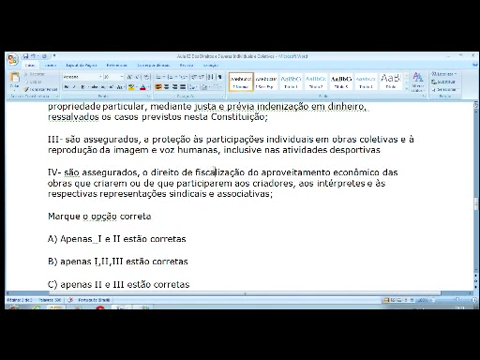 propriedade particular, mediante justa e prévia indenização em dinheiro,
ressalvados os casos previstos nesta Constituição;
III- são assegurados, a proteção às participações individuais em obras coletivas e à
reprodução da imagem e voz humanas, inclusive nas atividades desportivas
IV- são assegurados, o direito de fiscalização do aproveitamento econômico das
obras que criarem ou de que participarem aos criadores, aos intérpretes e às
respectivas representações sindicais e associativas;
Marque o opção correta
A) Apenas I e II estão corretas
B) apenas I,II,III estão corretas
C) apenas II e III estão corretas